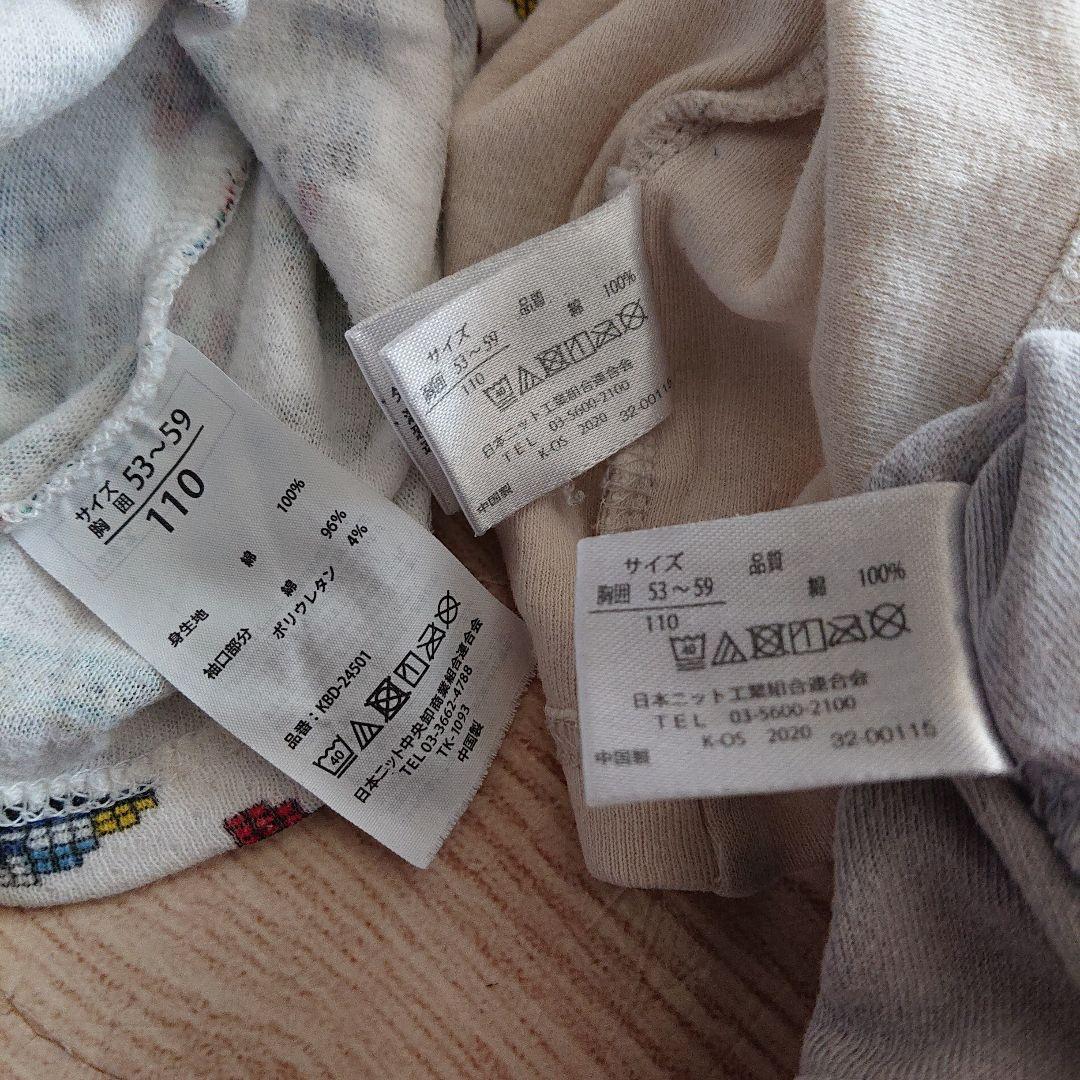 サイズ
胸囲 53～59
110
身生地 綿 100%
袖口部分 綿 96%
ポリウレタン 4%
品番：KBD-24501
40
日本ニット中央卸商業組合連合会
TEL 03-3662-4788
TK-1093
中国製
サイズ 品質
胸囲 53～59 綿 100%
110
40
日本ニット工業組合連合会
TEL 03-5600-2100
K-OS 2020 32-00115
中国製
サイズ 品質
胸囲 53～59 綿 100%
110
40
日本ニット工業組合連合会
TEL 03-5600-2100
K-OS 2020 32-00115
中国製